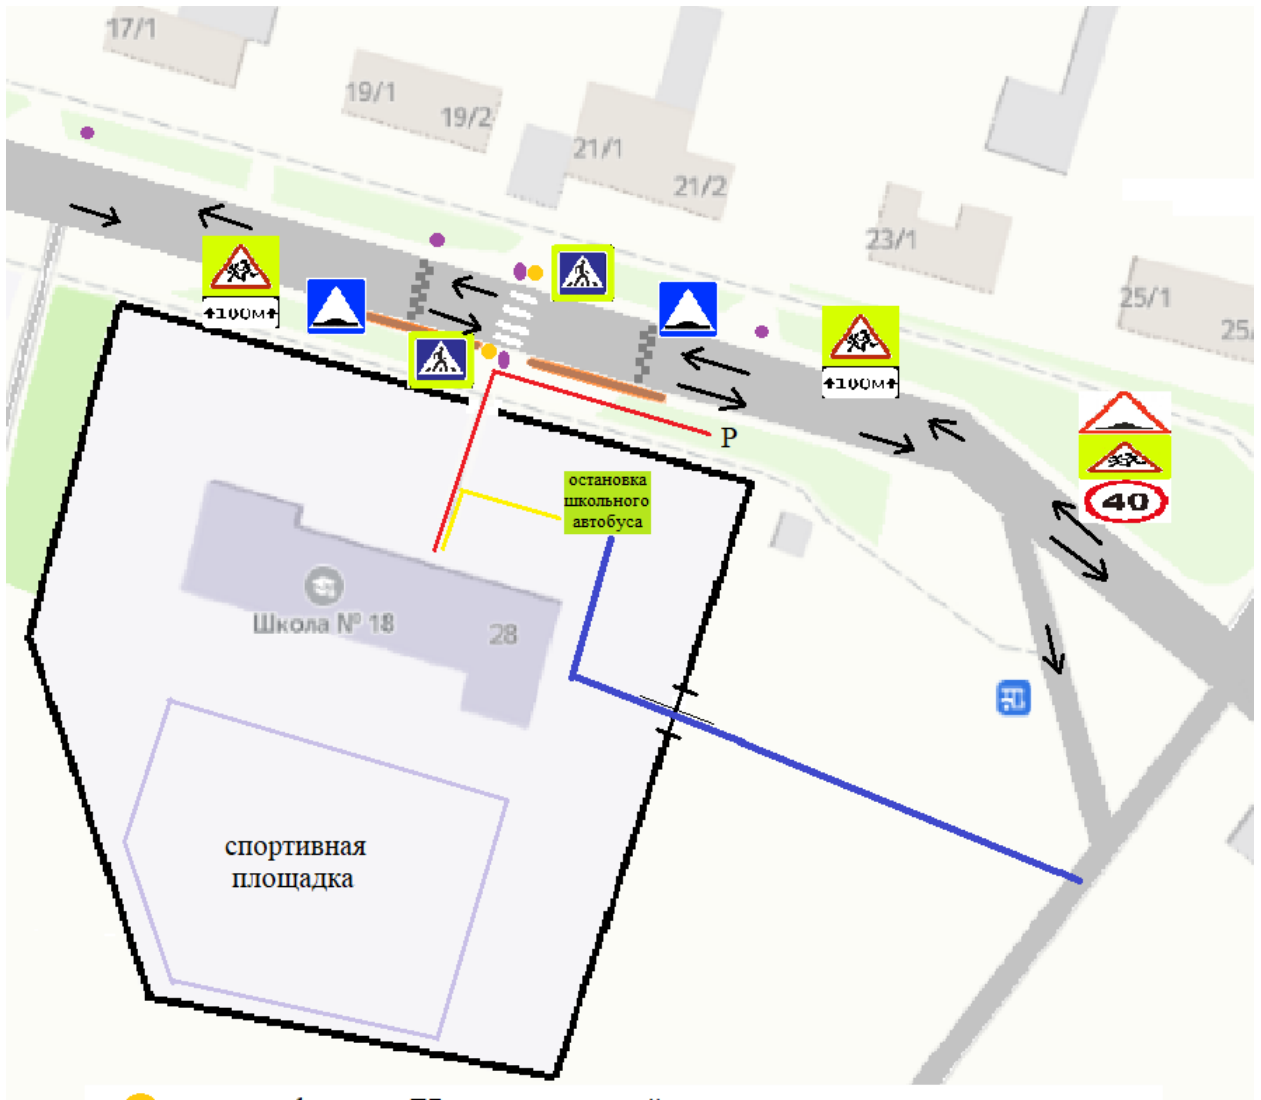 17/1
19/1
19/2
21/1
21/2
23/1
25/1
25/
100м
100м
40
Р
остановка
школьного
автобуса
Школа № 18
28
спортивная
площадка